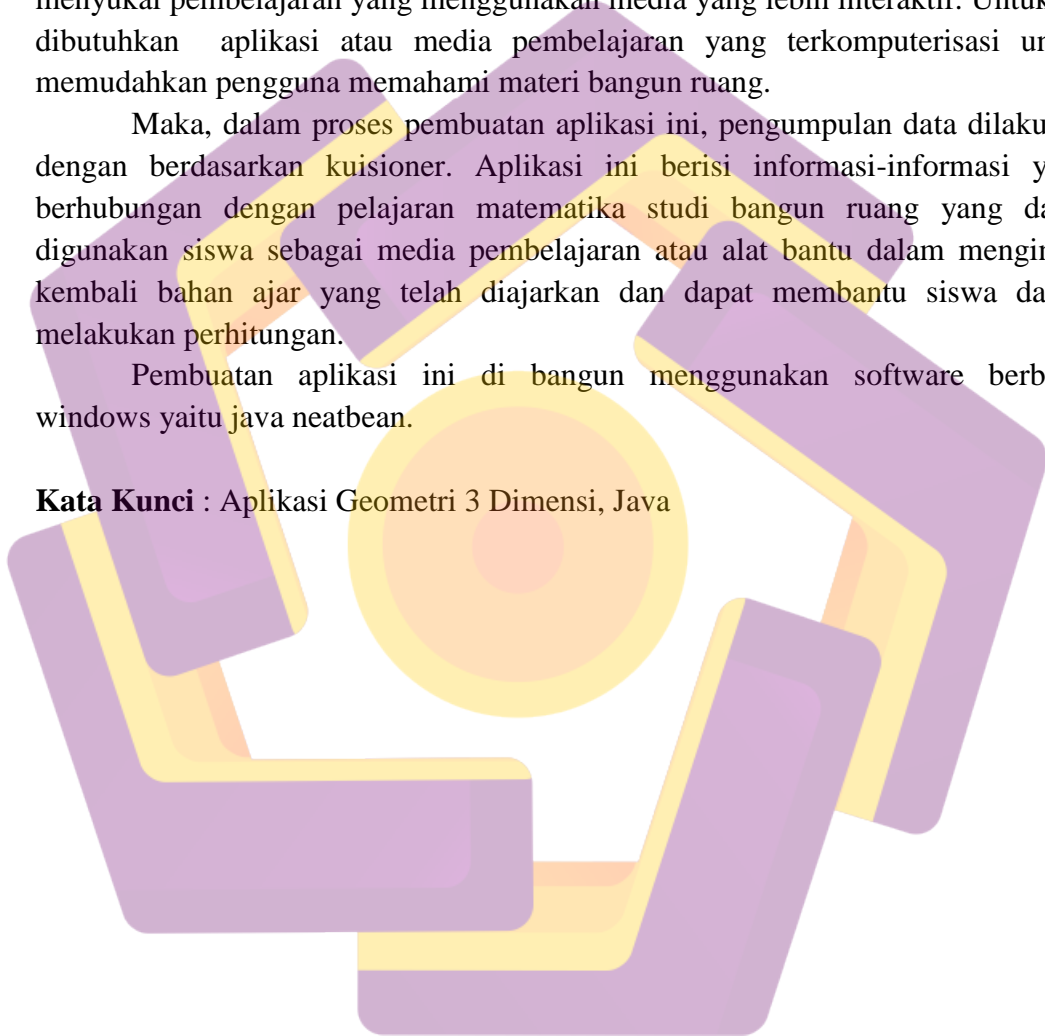 menyukai pembelajaran yang menggunakan media yang lebih interaktif. Untuk
dibutuhkan aplikasi atau media pembelajaran yang terkomputerisasi un
memudahkan pengguna memahami materi bangun ruang.
Maka, dalam proses pembuatan aplikasi ini, pengumpulan data dilaku
dengan berdasarkan kuisioner. Aplikasi ini berisi informasi-informasi y
berhubungan dengan pelajaran matematika studi bangun ruang yang da
digunakan siswa sebagai media pembelajaran atau alat bantu dalam mengin
kembali bahan ajar yang telah diajarkan dan dapat membantu siswa da
melakukan perhitungan.
Pembuatan aplikasi ini di bangun menggunakan software berb
windows yaitu java neatbean.
Kata Kunci : Aplikasi Geometri 3 Dimensi, Java